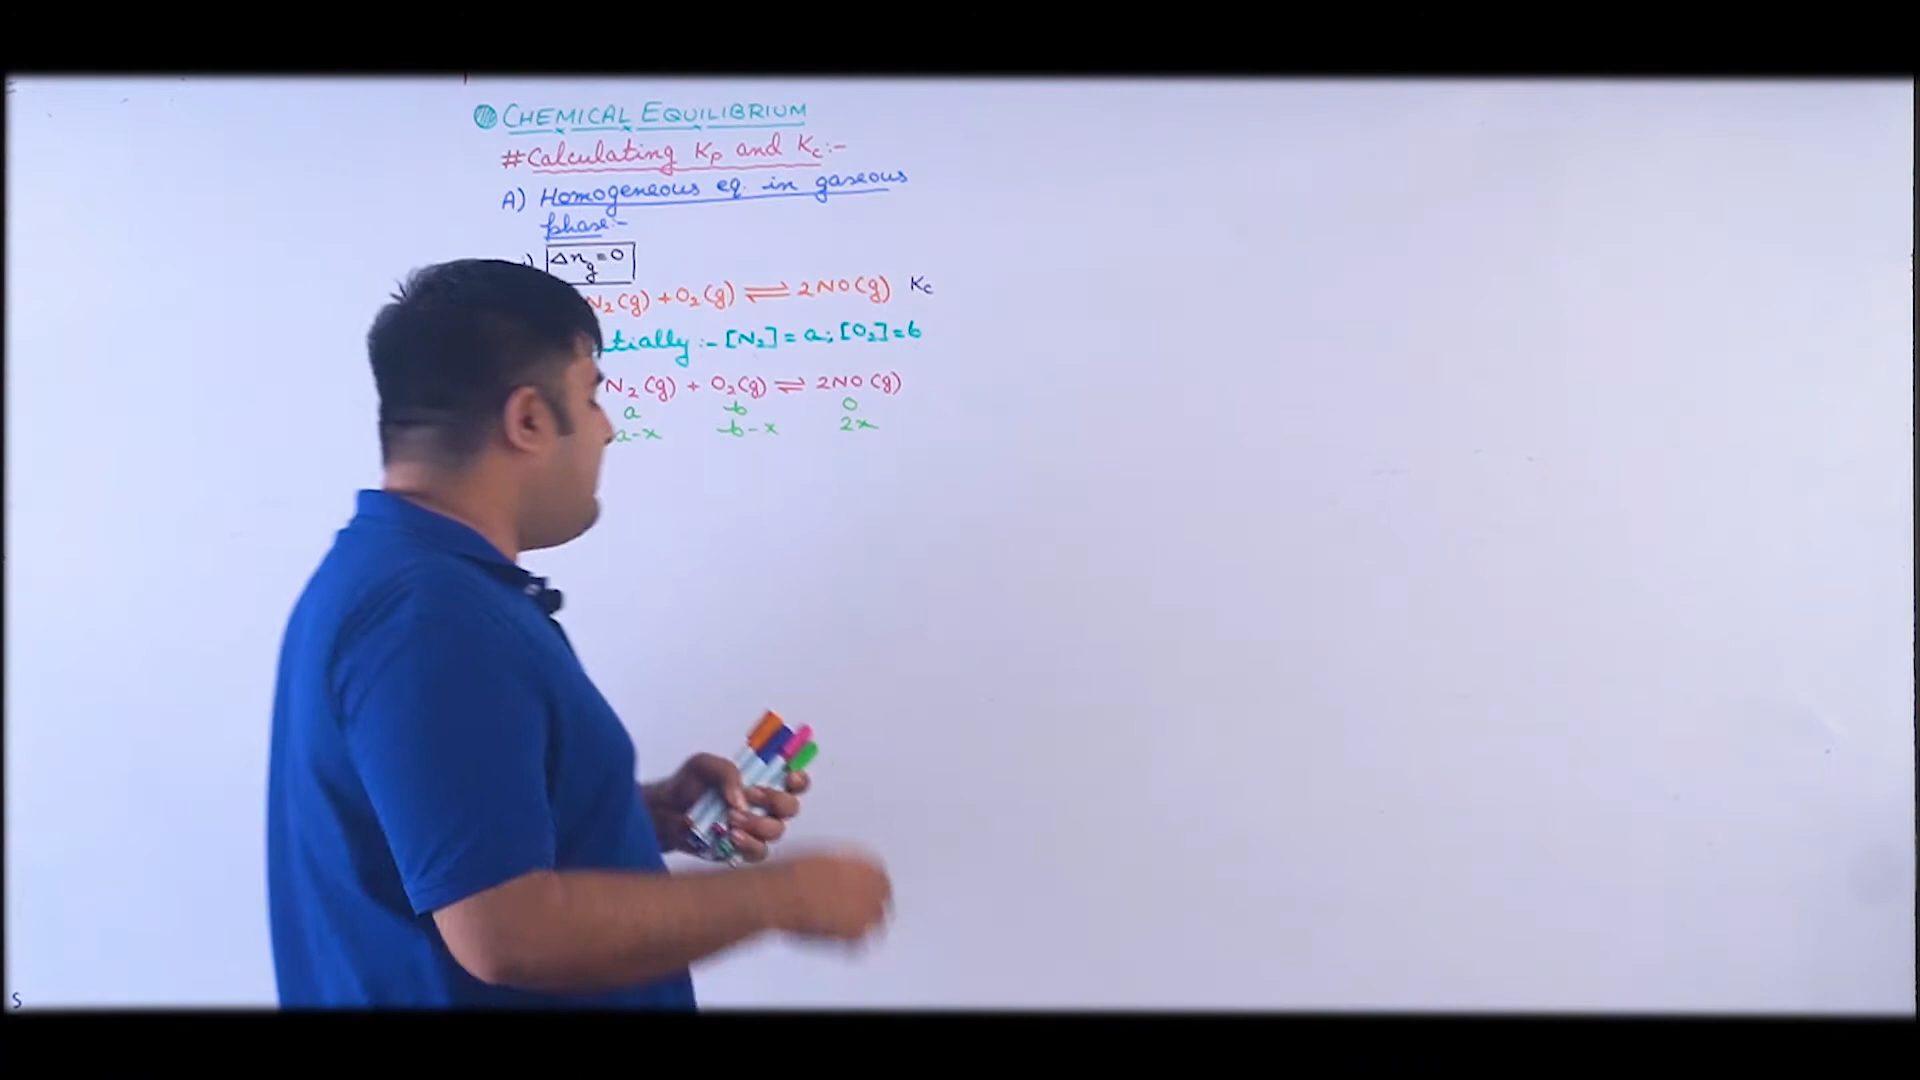 CHEMICAL EQUILIBRIUM
# Calculating Kp and Kc:-
A) Homogeneous eq. in gaseous
phase:-
Δng=0
N₂(g) + O₂(g) ⇌ 2NO(g) Kc
tially:- [N₂] = a; [O₂] = b
N₂(g) + O₂(g) ⇌ 2NO(g)
a b 0
a-x b-x 2x
S